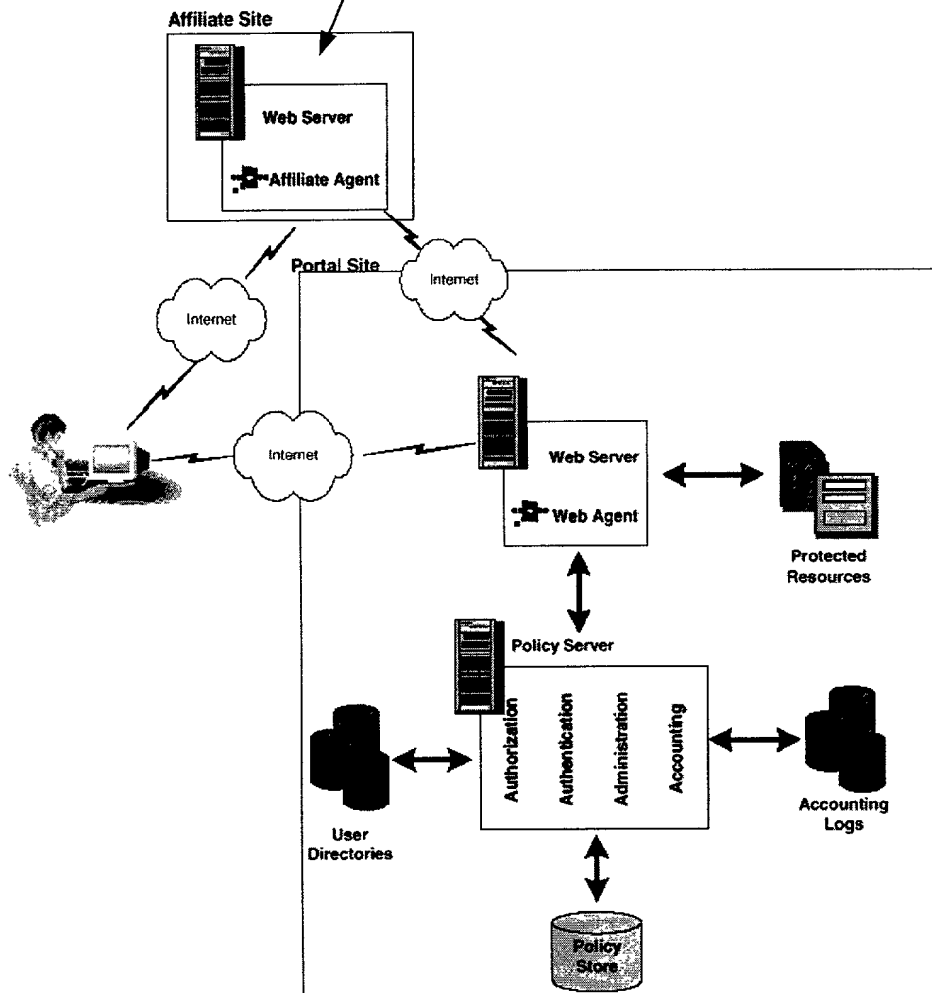 Affiliate Site
Web Server
Affiliate Agent
Portal Site
Internet
Internet
Internet
Web Server
Web Agent
Protected
Resources
Policy Server
Authorization
Authentication
Administration
Accounting
User
Directories
Accounting
Logs
Policy
Store